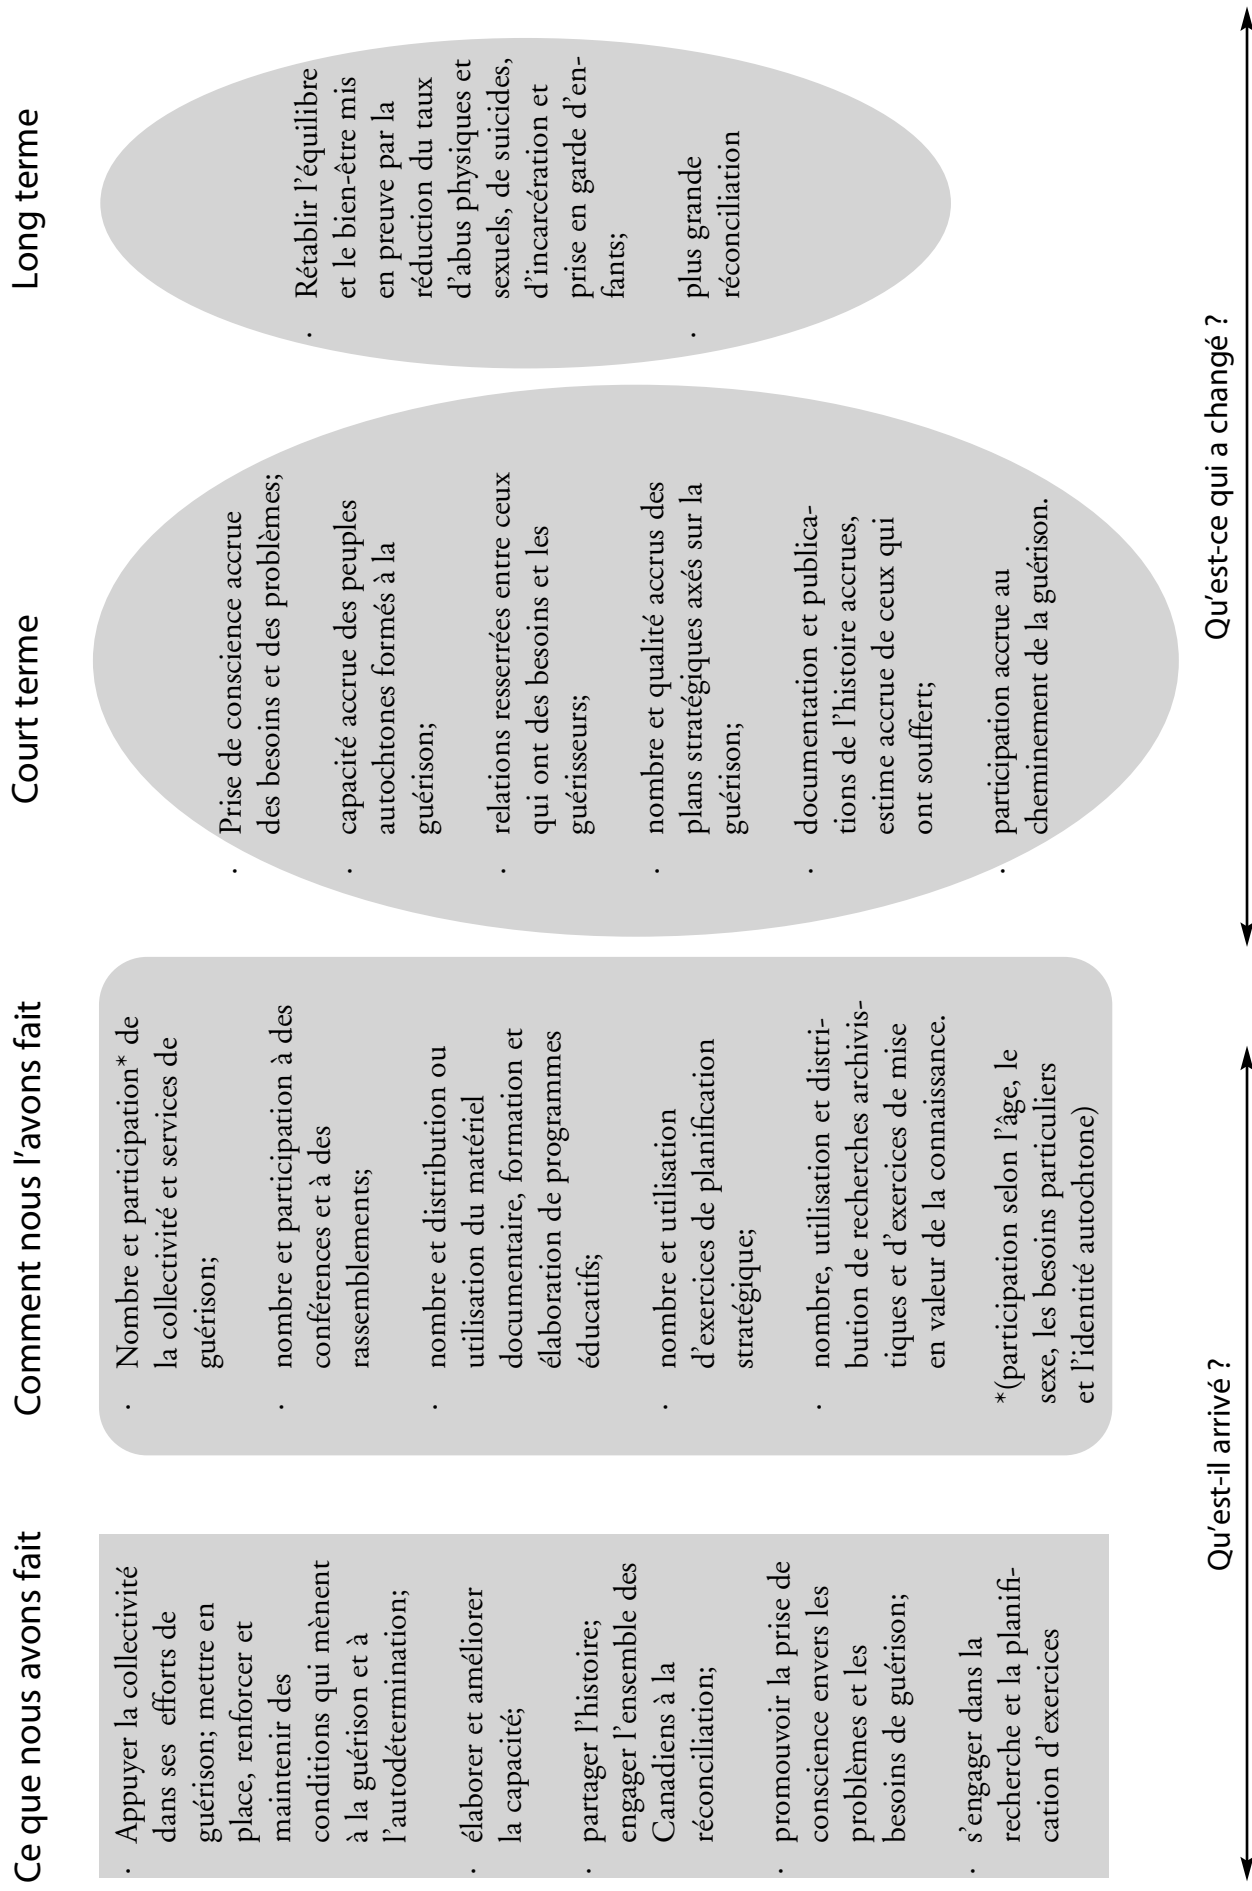 Ce que nous avons fait
· Appuyer la collectivité
dans ses efforts de
guérison; mettre en
place, renforcer et
maintenir des
conditions qui mènent
à la guérison et à
l'autodétermination;
· élaborer et améliorer
la capacité;
· partager l'histoire;
engager l'ensemble des
Canadiens à la
réconciliation;
· promouvoir la prise de
conscience envers les
problèmes et les
besoins de guérison;
· s'engager dans la
recherche et la planifi-
cation d'exercices
Comment nous l'avons fait
· Nombre et participation* de
la collectivité et services de
guérison;
· nombre et participation à des
conférences et à des
rassemblements;
· nombre et distribution ou
utilisation du matériel
documentaire, formation et
élaboration de programmes
éducatifs;
· nombre et utilisation
d'exercices de planification
stratégique;
· nombre, utilisation et distri-
bution de recherches archivis-
tiques et d'exercices de mise
en valeur de la connaissance.
*(participation selon l'âge, le
sexe, les besoins particuliers
et l'identité autochtone)
Court terme
· Prise de conscience accrue
des besoins et des problèmes;
· capacité accrue des peuples
autochtones formés à la
guérison;
· relations resserrées entre ceux
qui ont des besoins et les
guérisseurs;
· nombre et qualité accrus des
plans stratégiques axés sur la
guérison;
· documentation et publica-
tions de l'histoire accrues,
estime accrue de ceux qui
ont souffert;
· participation accrue au
cheminement de la guérison.
Long terme
· Rétablir l'équilibre
et le bien-être mis
en preuve par la
réduction du taux
d'abus physiques et
sexuels, de suicides,
d'incarcération et
prise en garde d'en-
fants;
· plus grande
réconciliation
Qu'est-il arrivé ?
Qu'est-ce qui a changé ?